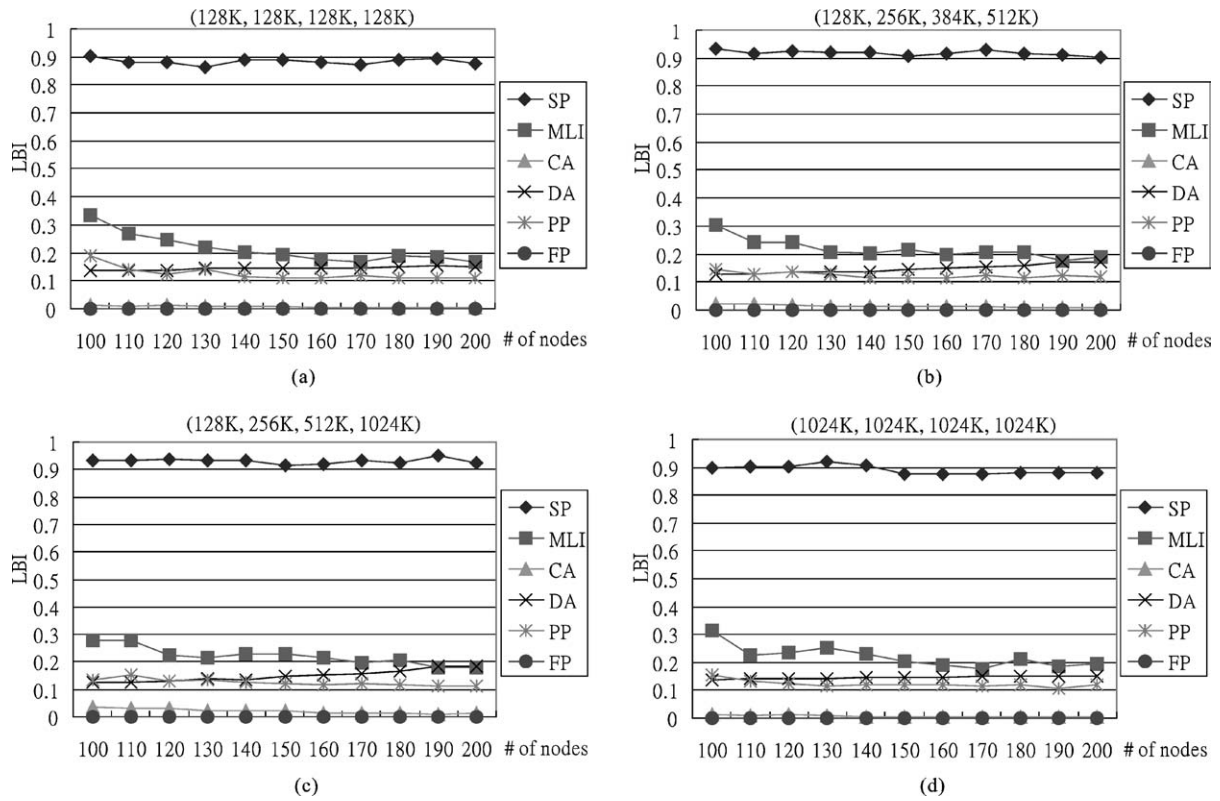 (128K, 128K, 128K, 128K)
1
0.9
0.8
0.7
0.6
0.5
0.4
0.3
0.2
0.1
0
LBI
100 110 120 130 140 150 160 170 180 190 200 # of nodes
SP
MLI
CA
DA
PP
FP
(a)
(128K, 256K, 384K, 512K)
1
0.9
0.8
0.7
0.6
0.5
0.4
0.3
0.2
0.1
0
LBI
100 110 120 130 140 150 160 170 180 190 200 # of nodes
SP
MLI
CA
DA
PP
FP
(b)
(128K, 256K, 512K, 1024K)
1
0.9
0.8
0.7
0.6
0.5
0.4
0.3
0.2
0.1
0
LBI
100 110 120 130 140 150 160 170 180 190 200 # of nodes
SP
MLI
CA
DA
PP
FP
(c)
(1024K, 1024K, 1024K, 1024K)
1
0.9
0.8
0.7
0.6
0.5
0.4
0.3
0.2
0.1
0
LBI
100 110 120 130 140 150 160 170 180 190 200 # of nodes
SP
MLI
CA
DA
PP
FP
(d)